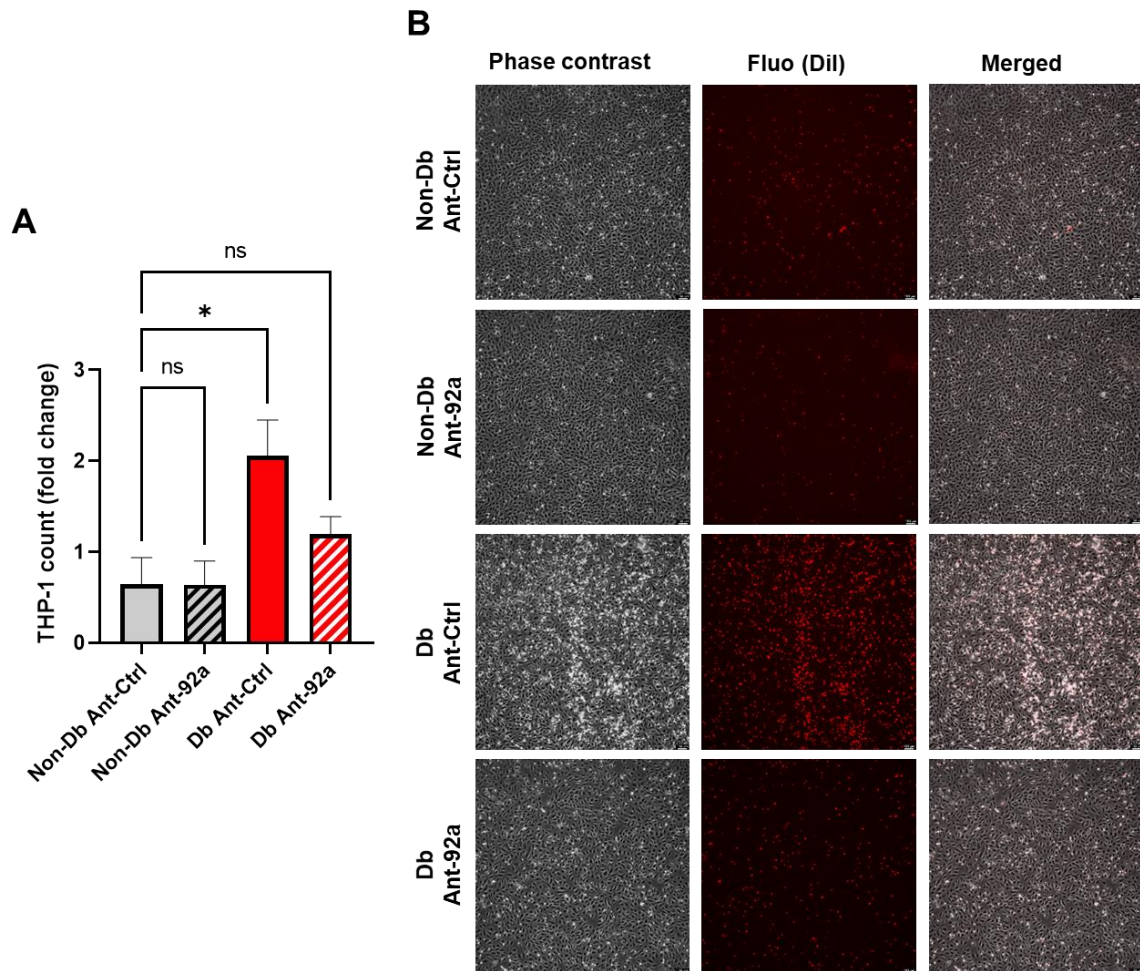 A
ns
*
ns
THP-1 count (fold change)
3
2
1
0
Non-Db Ant-Ctrl
Non-Db Ant-92a
Db Ant-Ctrl
Db Ant-92a
B
Phase contrast
Fluo (DiI)
Merged
Non-Db
Ant-Ctrl
Non-Db
Ant-92a
Db
Ant-Ctrl
Db
Ant-92a